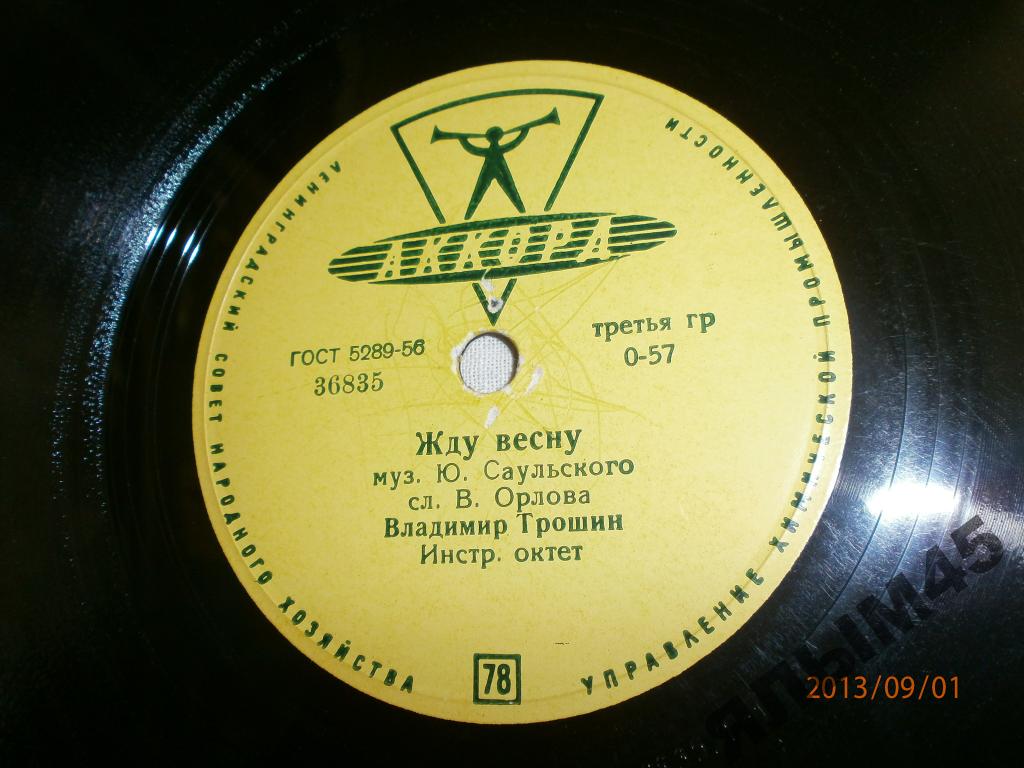 АККОРД
ГОСТ 5289-56
36835
третья гр
0-57
Жду весну
муз. Ю. Саульского
сл. В. Орлова
Владимир Трошин
Инстр. октет
78
ЛЕНИНГРАДСКИЙ СОВЕТ НАРОДНОГО ХОЗЯЙСТВА
УПРАВЛЕНИЕ ХИМИЧЕСКОЙ ПРОМЫШЛЕННОСТИ
ЯЛЫМ45
2013/09/01